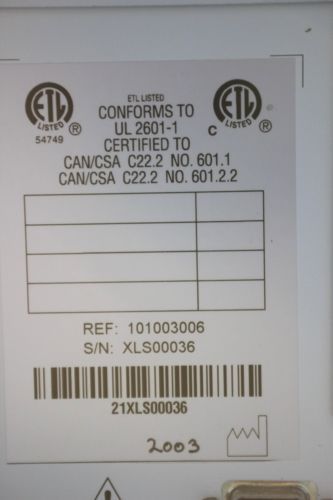 ETL LISTED
CONFORMS TO
UL 2601-1
CERTIFIED TO
CAN/CSA C22.2 NO. 601.1
CAN/CSA C22.2 NO. 601.2.2
ETL
LISTED ®
54749
ETL
C LISTED ®
REF: 101003006
S/N: XLS00036
21XLS00036
2003